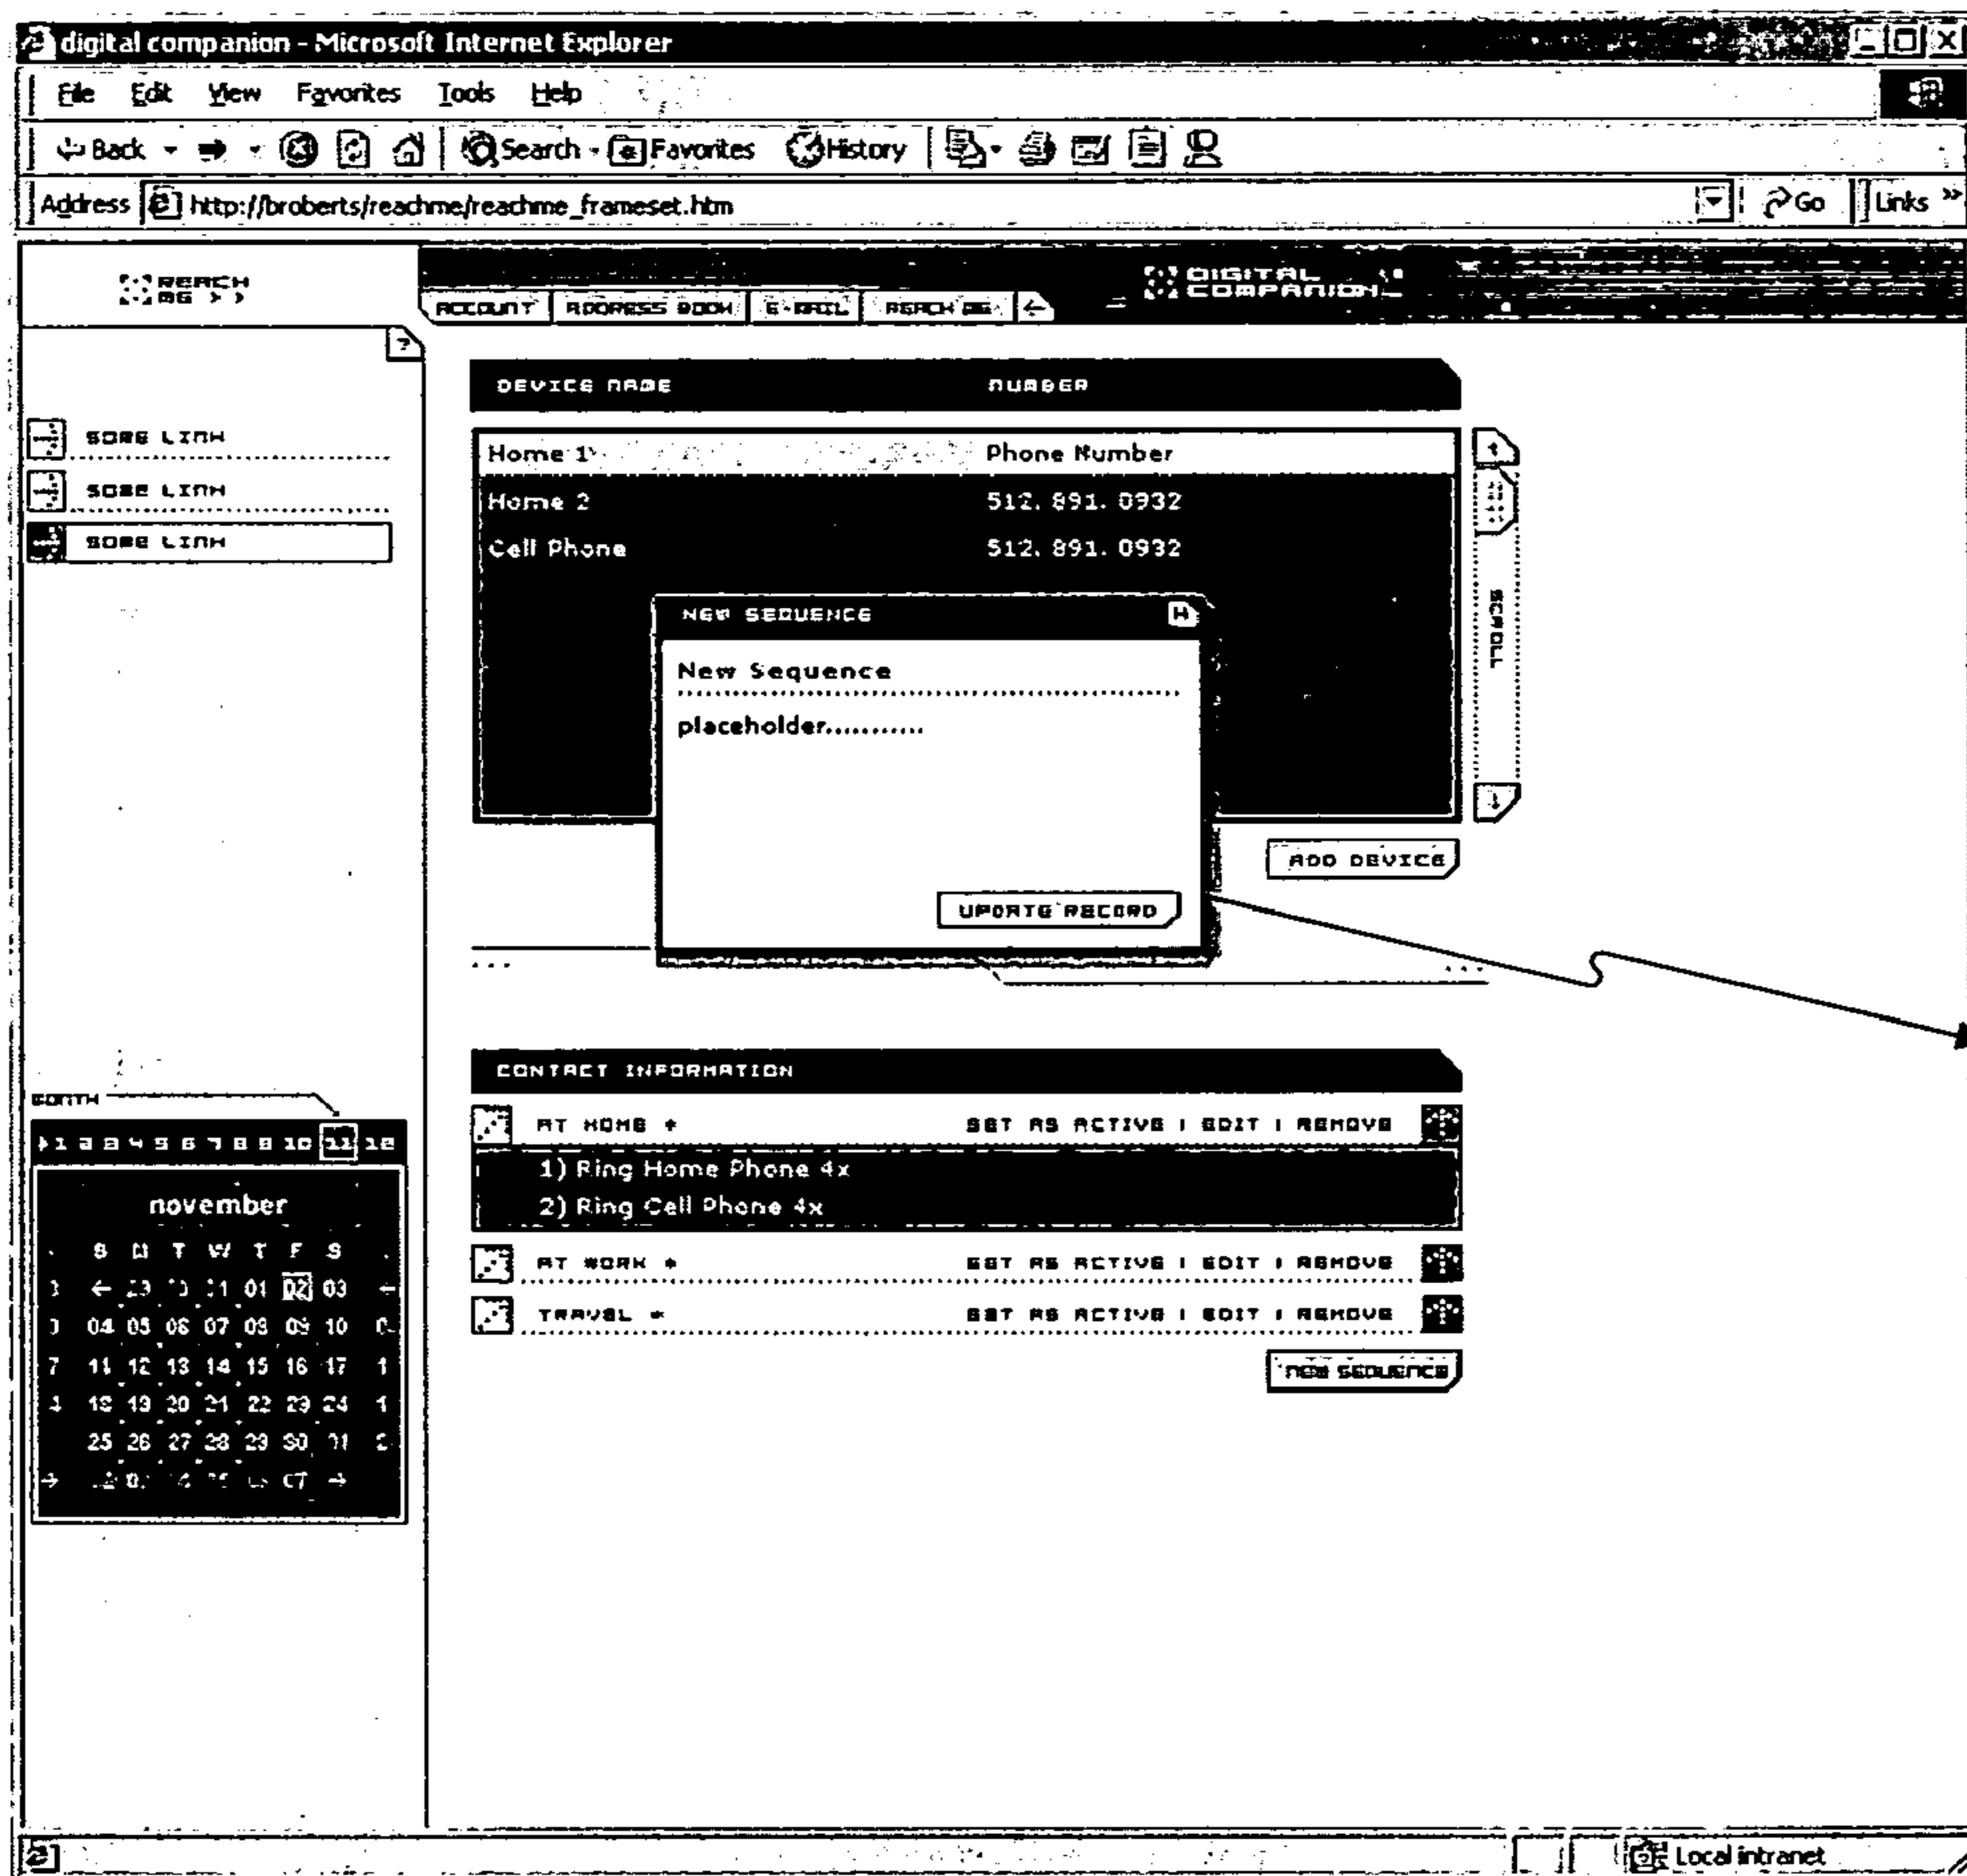 digital companion - Microsoft Internet Explorer
File Edit View Favorites Tools Help
Back Search Favorites History
Address http://broberts/reachme/reachme_frameset.htm Go Links »
REACH ME > >
DIGITAL COMPANION
ACCOUNT ADDRESS BOOK E-MAIL REACH ME
?
SOME LINK
SOME LINK
SOME LINK
DEVICE NAME NUMBER
Home 1 Phone Number
Home 2 512. 891. 0932
Cell Phone 512. 891. 0932
SCROLL
NEW SEQUENCE
New Sequence
placeholder...........
UPDATE RECORD
ADD DEVICE
CONTACT INFORMATION
AT HOME SET AS ACTIVE | EDIT | REMOVE
1) Ring Home Phone 4x
2) Ring Cell Phone 4x
AT WORK SET AS ACTIVE | EDIT | REMOVE
TRAVEL SET AS ACTIVE | EDIT | REMOVE
NEW SEQUENCE
MONTH
1 2 3 4 5 6 7 8 9 10 11 12
november
S M T W T F S
01 02 03
04 05 06 07 08 09 10
11 12 13 14 15 16 17
18 19 20 21 22 23 24
25 26 27 28 29 30
07
Local intranet